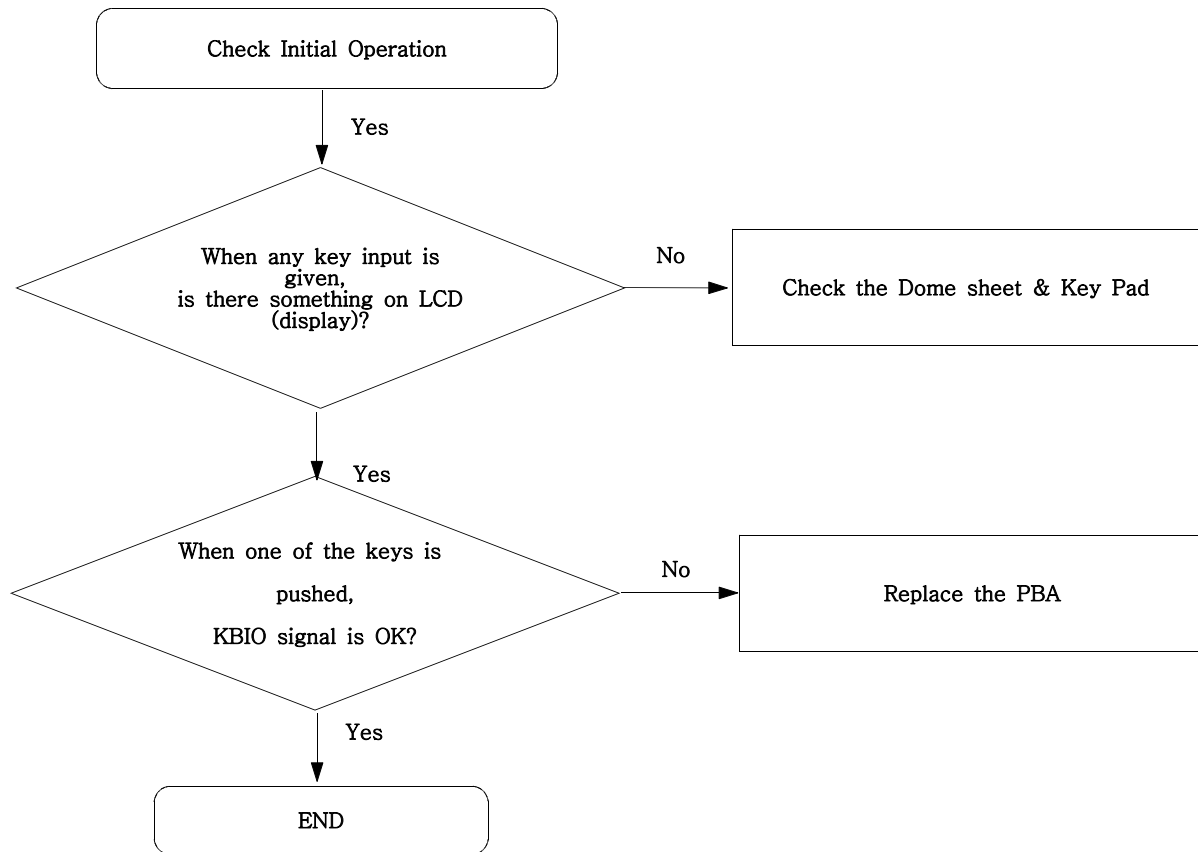 Check Initial Operation
Yes
When any key input is
given,
is there something on LCD
(display)?
No
Check the Dome sheet & Key Pad
Yes
When one of the keys is
pushed,
KBIO signal is OK?
No
Replace the PBA
Yes
END